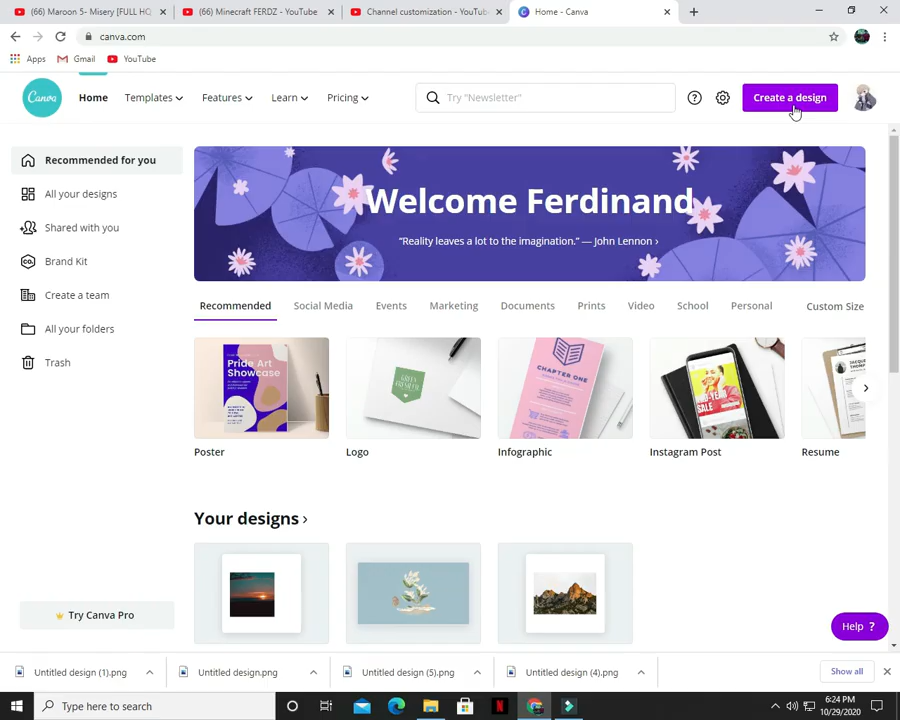 (66) Maroon 5- Misery [FULL HQ
(66) Minecraft FERDZ - YouTube
Channel customization - YouTub
Home - Canva
canva.com
Apps
Gmail
YouTube
Canva
Home
Templates
Features
Learn
Pricing
Try "Newsletter"
Create a design
Recommended for you
All your designs
Shared with you
Brand Kit
Create a team
All your folders
Trash
Try Canva Pro
Welcome Ferdinand
“Reality leaves a lot to the imagination.” — John Lennon ›
Recommended
Social Media
Events
Marketing
Documents
Prints
Video
School
Personal
Custom Size
Pride Art
Showcase
CHAPTER ONE
SALE
Poster
Logo
Infographic
Instagram Post
Resume
Your designs ›
Help ?
Untitled design (1).png
Untitled design.png
Untitled design (5).png
Untitled design (4).png
Show all
Type here to search
6:24 PM
10/29/2020